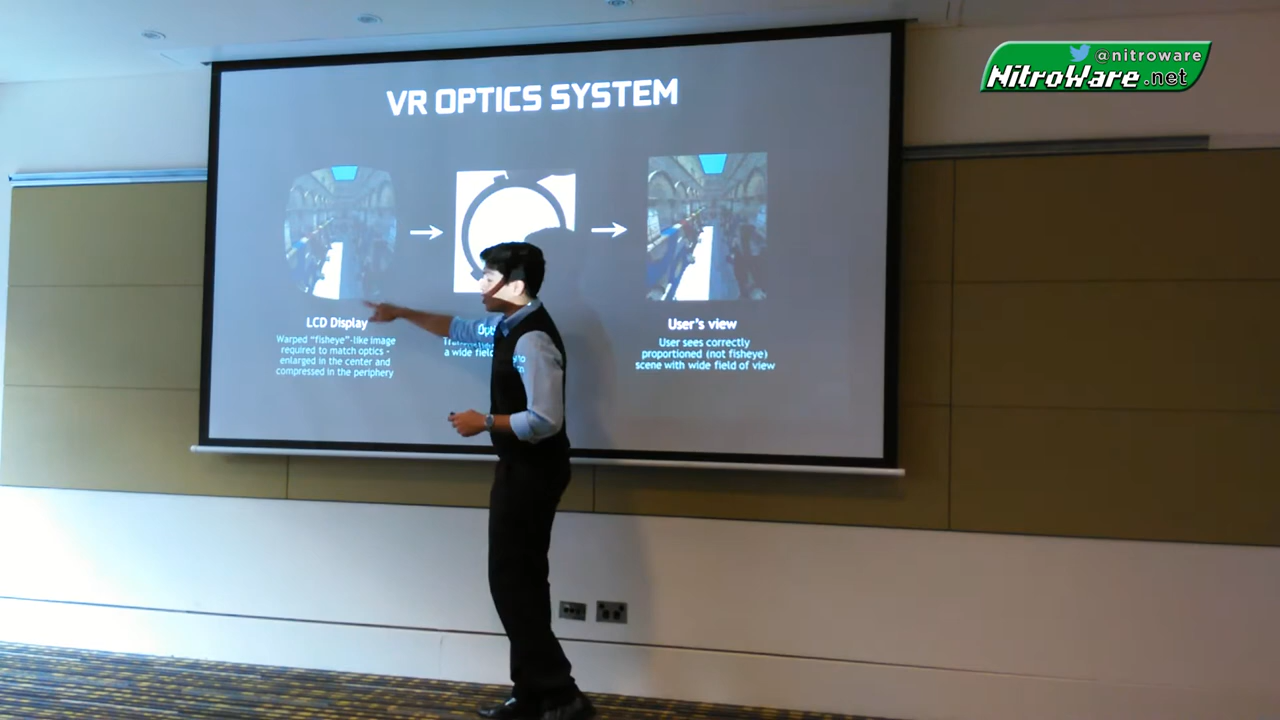 @nitroware
NitroWare.net
VR OPTICS SYSTEM
LCD Display
Warped "fisheye"-like image
required to match optics -
enlarged in the center and
compressed in the periphery
a wide field
User's view
User sees correctly
proportioned (not fisheye)
scene with wide field of view